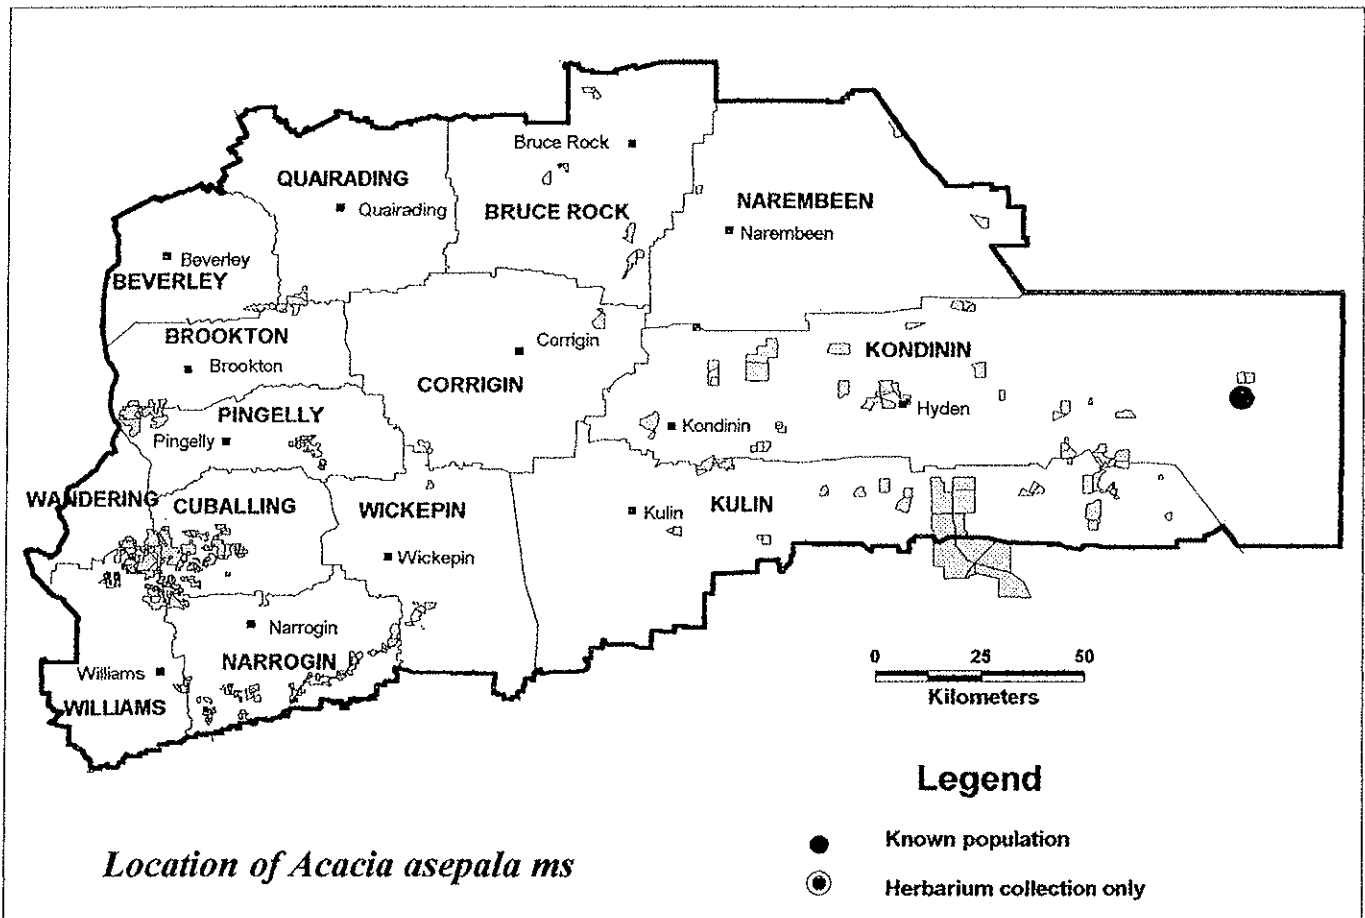 Bruce Rock
QUAIRADING
Quairading
BRUCE ROCK
NAREMBEEN
Narembeen
Beverley
BEVERLEY
BROOKTON
Brookton
Corrigin
CORRIGIN
KONDININ
Hyden
PINGELLY
Pingelly
Kondinin
WANDERING
CUBALLING
WICKEPIN
Wickepin
Kulin
KULIN
Narrogin
NARROGIN
Williams
WILLIAMS
0 25 50
Kilometers
Legend
Known population
Herbarium collection only
Location of Acacia asepala ms